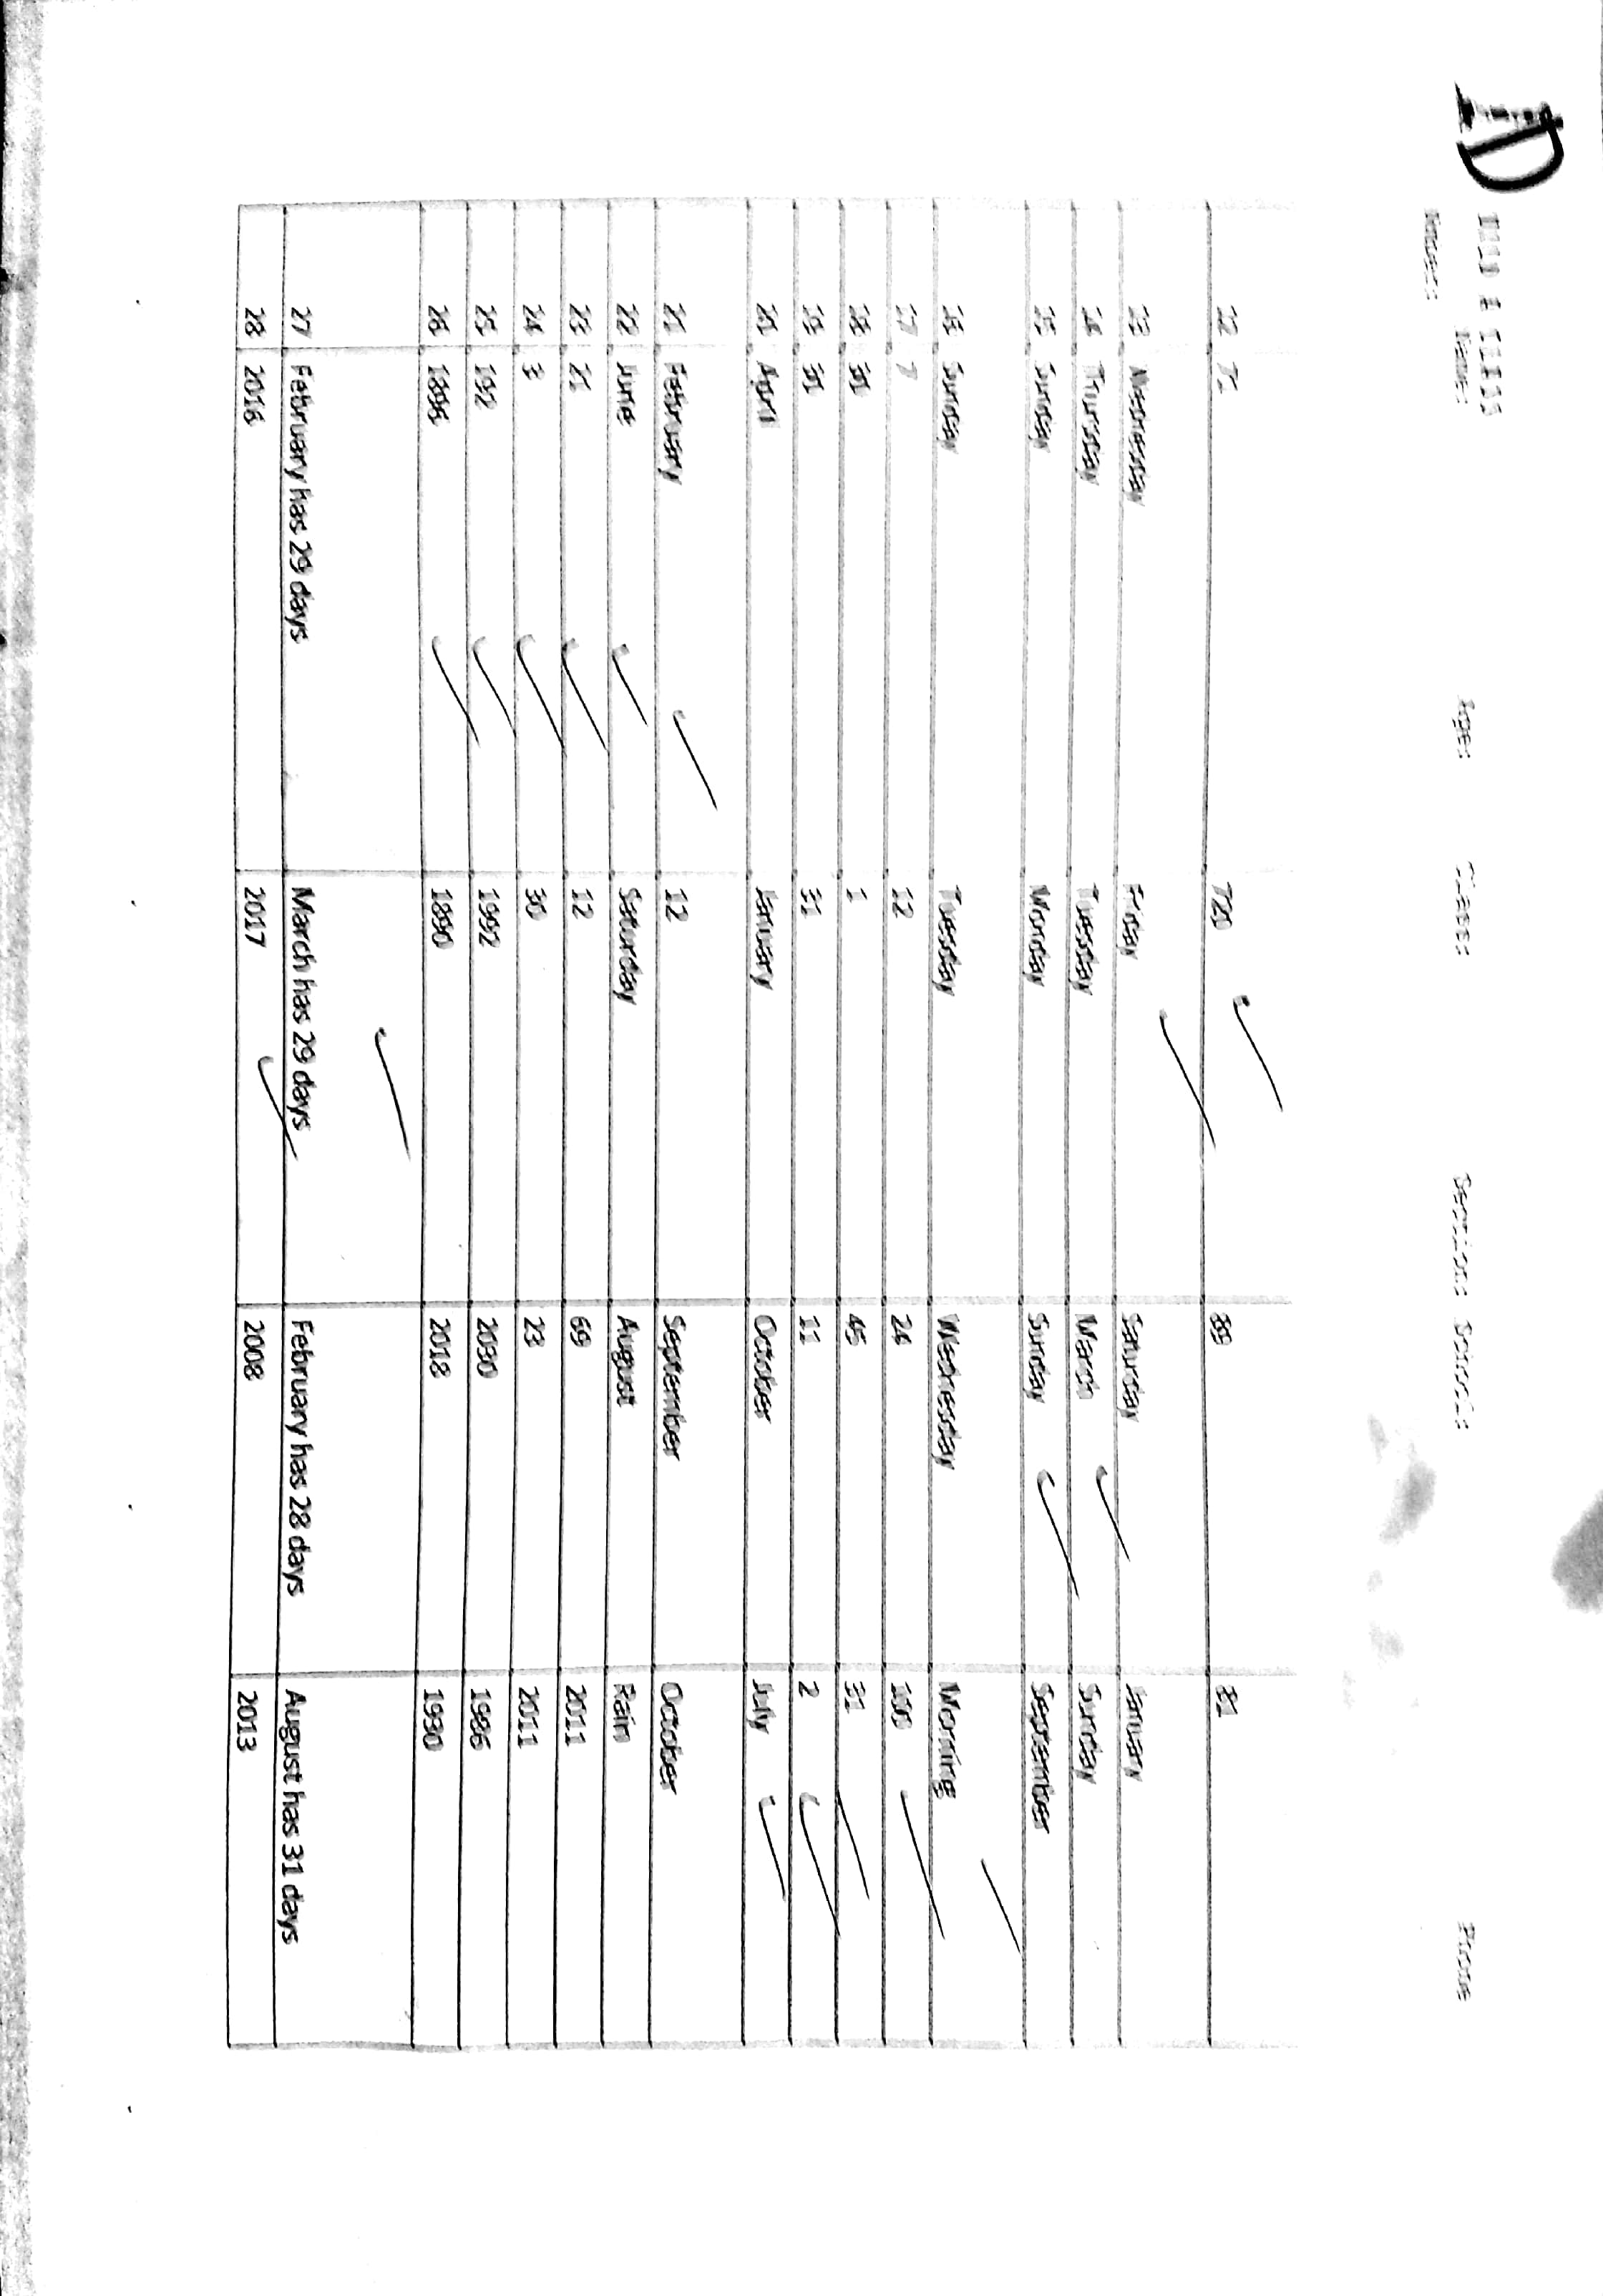 D
Name: Age: Class: Section: School: Phone
12 71 720 89 81
13 Wednesday Friday Saturday January
14 Thursday Tuesday March Sunday
15 Sunday Monday Sunday September
16 Sunday Tuesday Wednesday Morning
17 7 12 24 100
18 30 1 45 31
19 30 31 11 2
20 April January October July
21 February 12 September October
22 June Saturday August Rain
23 21 12 69 2011
24 3 30 23 2011
25 192 1992 2030 1986
26 1896 1890 2018 1930
27 February has 29 days March has 29 days February has 28 days August has 31 days
28 2016 2017 2008 2013